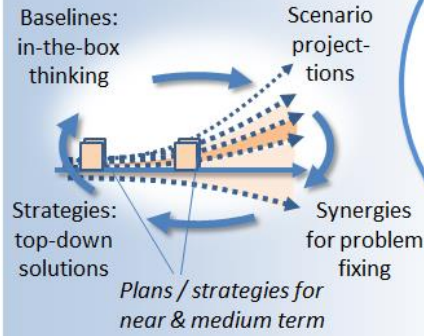 Baselines:
in-the-box
thinking
Scenario
project-
tions
Strategies:
top-down
solutions
Synergies
for problem
fixing
Plans / strategies for
near & medium term